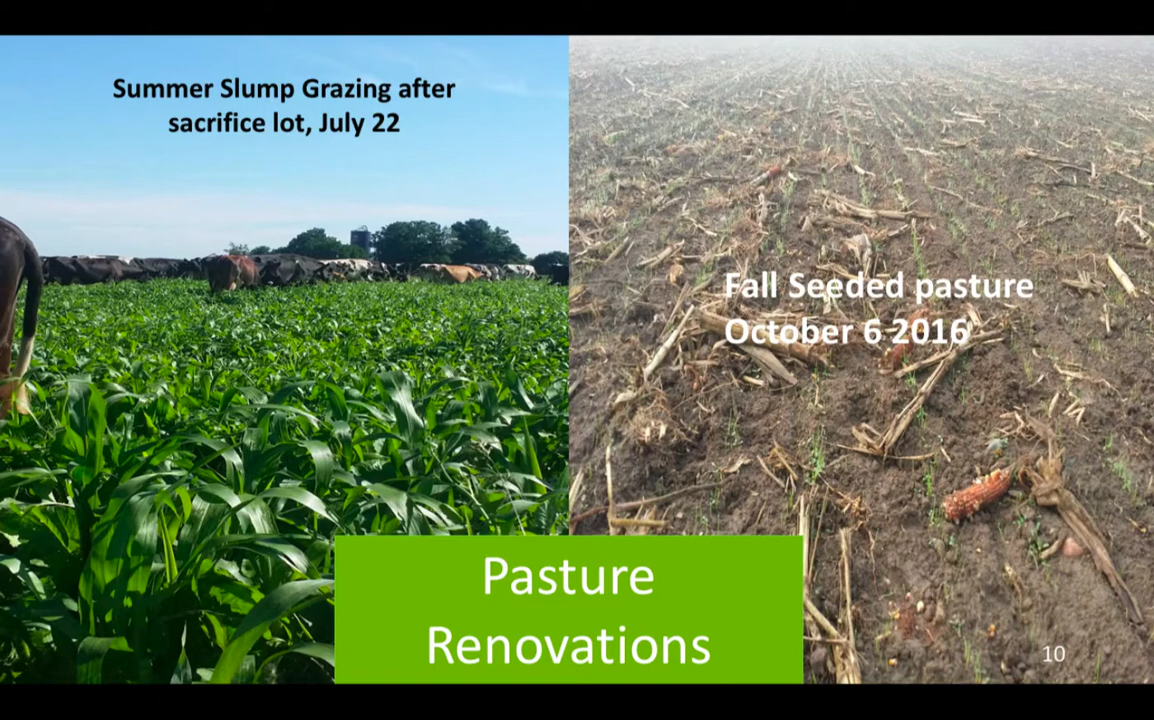 Summer Slump Grazing after
sacrifice lot, July 22
Fall Seeded pasture
October 6 2016
Pasture
Renovations
10